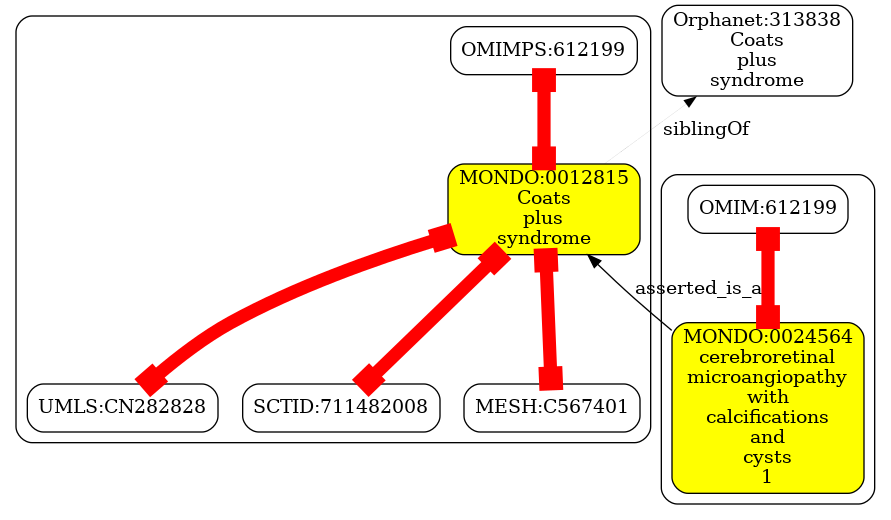 Orphanet:313838
Coats
plus
syndrome
OMIMPS:612199
siblingOf
MONDO:0012815
Coats
plus
syndrome
OMIM:612199
asserted_is_a
MONDO:0024564
cerebroretinal
microangiopathy
with
calcifications
and
cysts
1
UMLS:CN282828
SCTID:711482008
MESH:C567401